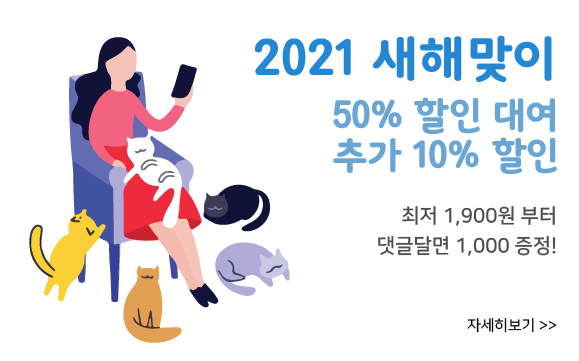 2021 새해맞이
50% 할인 대여
추가 10% 할인
최저 1,900원 부터
댓글달면 1,000 증정!
자세히보기 >>